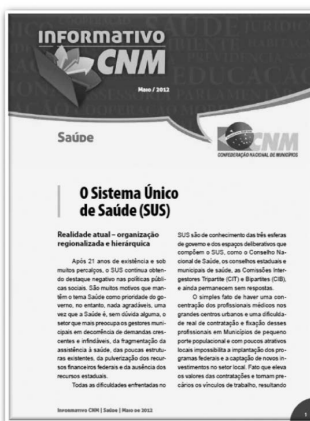 INFORMATIVO
CNM
Maio / 2012
EDUCAÇÃO
Saúde
CNM
CONFEDERAÇÃO NACIONAL DE MUNICÍPIOS
O Sistema Único
de Saúde (SUS)
Realidade atual – organização
regionalizada e hierárquica
Após 21 anos de existência e sob
muitos percalços, o SUS continua obten-
do destaque negativo nas políticas públi-
cas sociais. São muitos motivos que man-
têm o tema Saúde como prioridade do go-
verno, no entanto, nada agradáveis, uma
vez que a Saúde é, sem dúvida alguma, o
setor que mais preocupa os gestores muni-
cipais em decorrência de demandas cres-
centes e infindáveis, da fragmentação da
assistência à saúde, das poucas estrutu-
ras existentes, da pulverização dos recur-
sos financeiros federais e da ausência dos
recursos estaduais.
Todas as dificuldades enfrentadas no
SUS são de conhecimento das três esferas
de governo e dos espaços deliberativos que
compõem o SUS, como o Conselho Na-
cional de Saúde, os conselhos estaduais e
municipais de saúde, as Comissões Inter-
gestores Tripartite (CIT) e Bipartites (CIB),
e ainda permanecem sem respostas.
O simples fato de haver uma con-
centração dos profissionais médicos nos
grandes centros urbanos e uma dificulda-
de real de contratação e fixação desses
profissionais em Municípios de pequeno
porte populacional e com poucos atrativos
locais impossibilita a implantação dos pro-
gramas federais e a captação de novos in-
vestimentos no setor local. Fato que eleva
os valores das contratações e tornam pre-
cários os vínculos de trabalho, resultando
Informativo CNM | Saúde | Maio de 2012
1